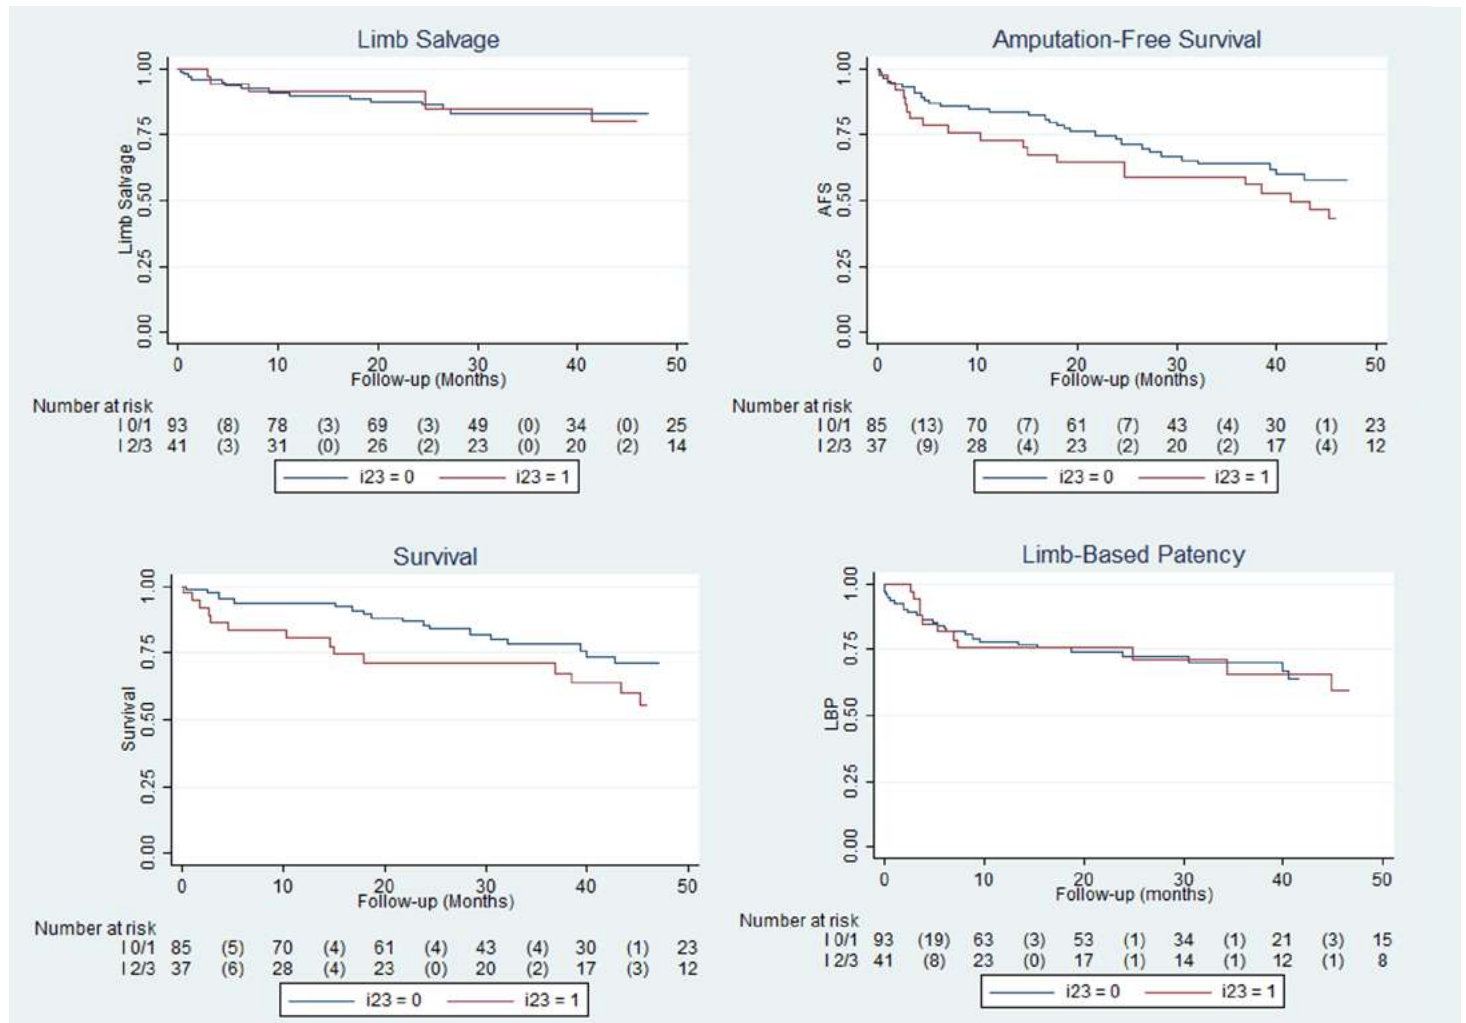 Limb Salvage
1.00
0.75
0.50
0.25
0.00
Limb Salvage
0 10 20 30 40 50
Follow-up (Months)
Number at risk
I 0/1 93 (8) 78 (3) 69 (3) 49 (0) 34 (0) 25
I 2/3 41 (3) 31 (0) 26 (2) 23 (0) 20 (2) 14
i23 = 0 i23 = 1
Amputation-Free Survival
1.00
0.75
0.50
0.25
0.00
AFS
0 10 20 30 40 50
Follow-up (Months)
Number at risk
I 0/1 85 (13) 70 (7) 61 (7) 43 (4) 30 (1) 23
I 2/3 37 (9) 28 (4) 23 (2) 20 (2) 17 (4) 12
i23 = 0 i23 = 1
Survival
1.00
0.75
0.50
0.25
0.00
Survival
0 10 20 30 40 50
Follow-up (Months)
Number at risk
I 0/1 85 (5) 70 (4) 61 (4) 43 (4) 30 (1) 23
I 2/3 37 (6) 28 (4) 23 (0) 20 (2) 17 (3) 12
i23 = 0 i23 = 1
Limb-Based Patency
1.00
0.75
0.50
0.25
0.00
LBP
0 10 20 30 40 50
Follow-up (months)
Number at risk
I 0/1 93 (19) 63 (3) 53 (1) 34 (1) 21 (3) 15
I 2/3 41 (8) 23 (0) 17 (1) 14 (1) 12 (1) 8
i23 = 0 i23 = 1